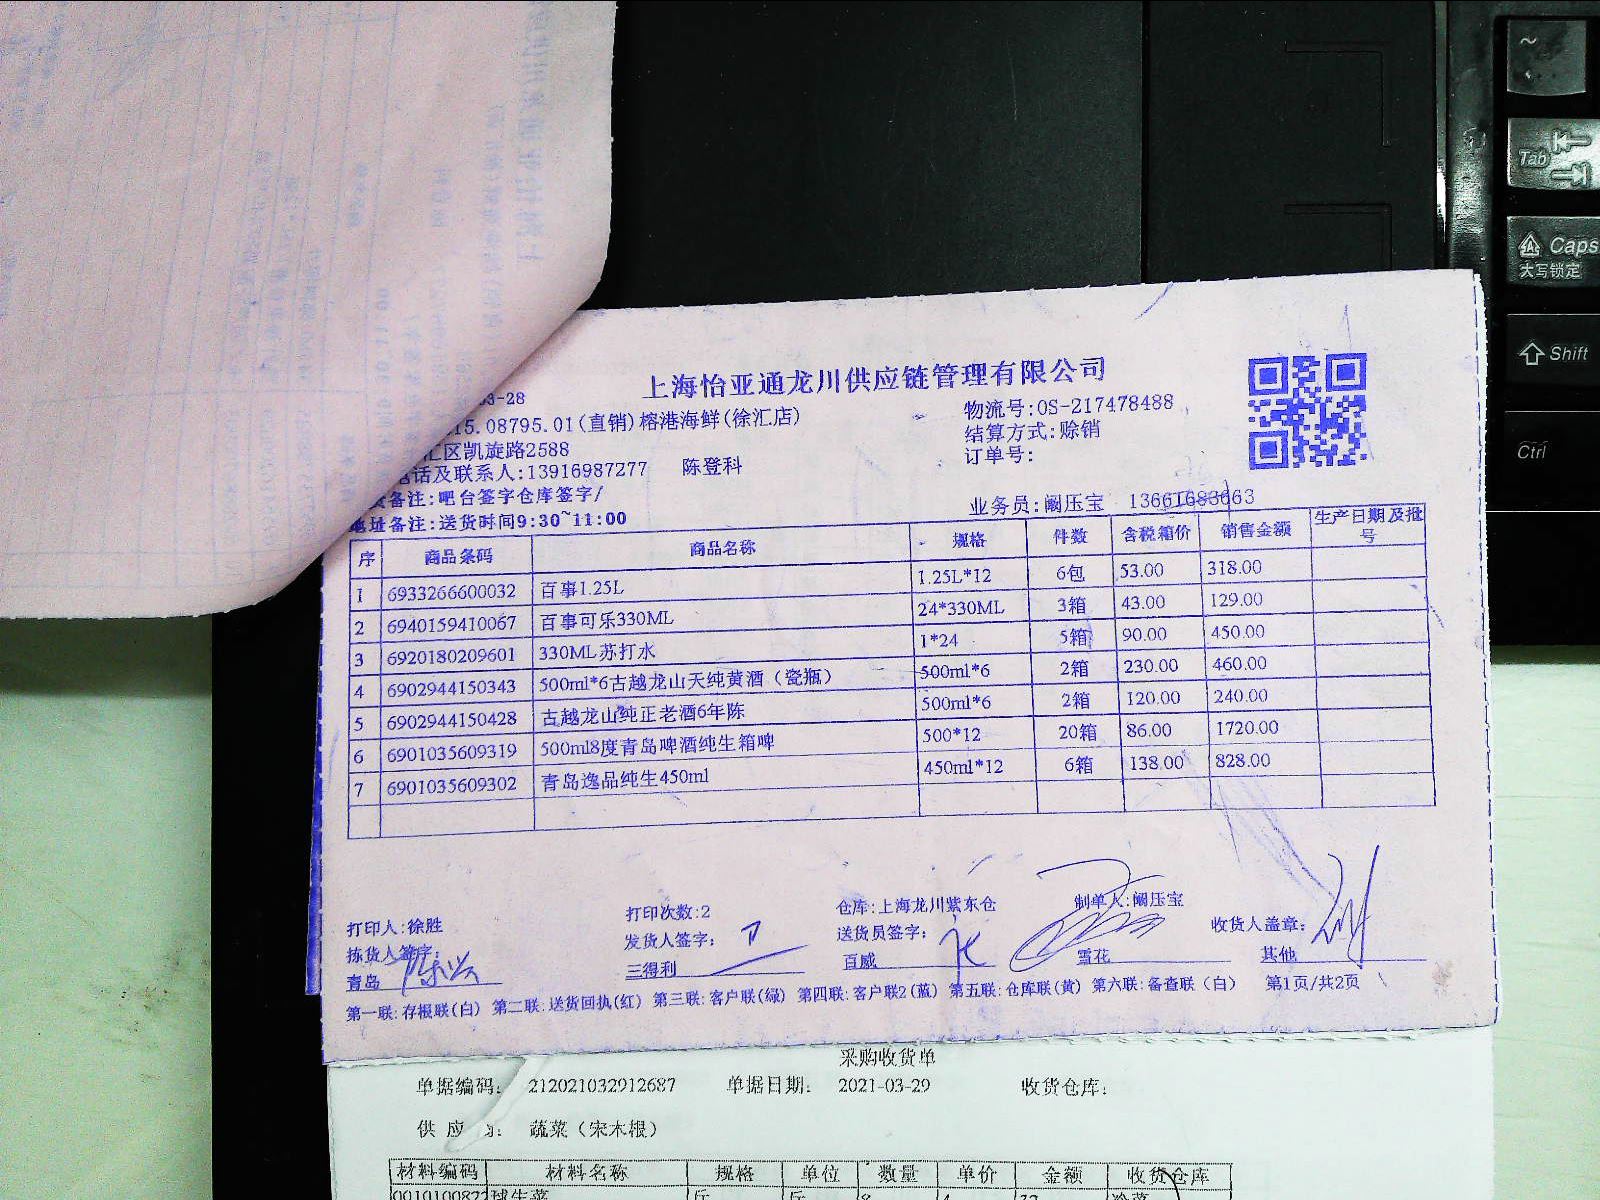 上海怡亚通龙川供应链管理有限公司
3-28
15.08795.01(直销)榕港海鲜(徐汇店)
物流号:OS-217478488
汇区凯旋路2588
结算方式:赊销
话及联系人:13916987277 陈登科
订单号:
备注:吧台签字仓库签字/
地址备注:送货时间9:30~11:00
业务员:阚压宝 13661683663
序 商品条码 商品名称 规格 件数 含税箱价 销售金额 生产日期及批号
1 6933266600032 百事1.25L 1.25L*12 6包 53.00 318.00
2 6940159410067 百事可乐330ML 24*330ML 3箱 43.00 129.00
3 6920180209601 330ML苏打水 1*24 5箱 90.00 450.00
4 6902944150343 500ml*6古越龙山天纯黄酒（瓷瓶） 500ml*6 2箱 230.00 460.00
5 6902944150428 古越龙山纯正老酒6年陈 500ml*6 2箱 120.00 240.00
6 6901035609319 500ml8度青岛啤酒纯生箱啤 500*12 20箱 86.00 1720.00
7 6901035609302 青岛逸品纯生450ml 450ml*12 6箱 138.00 828.00
打印人:徐胜 打印次数:2 仓库:上海龙川紫东仓 制单人:阚压宝
拣货人签字: 发货人签字: 送货员签字: 收货人盖章:
青岛 三得利 百威 雪花 其他
第一联:存根联(白) 第二联:送货回执(红) 第三联:客户联(绿) 第四联:客户联2(蓝) 第五联:仓库联(黄) 第六联:备查联（白） 第1页/共2页
采购收货单
单据编码: 212021032912687 单据日期: 2021-03-29 收货仓库:
供应商: 蔬菜（宋木根）
材料编码 材料名称 规格 单位 数量 单价 金额 收货仓库
~
Tab
Caps
大写锁定
Shift
Ctrl